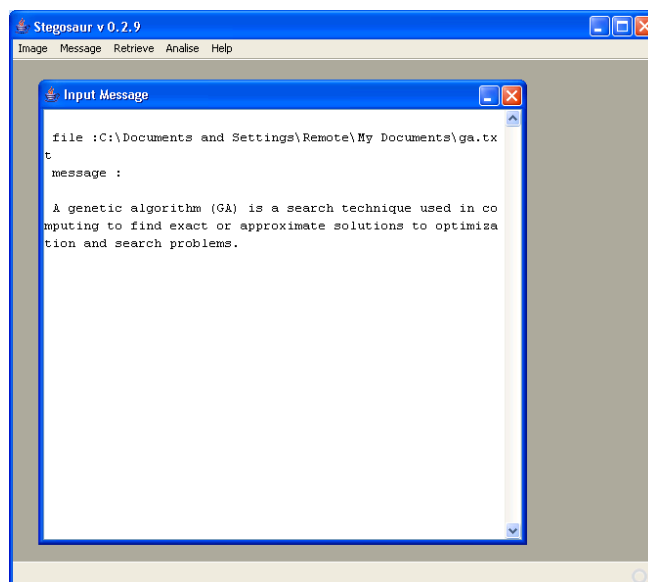 Stegosaur v 0.2.9
Image Message Retrieve Analise Help
Input Message
file :C:\Documents and Settings\Remote\My Documents\ga.tx
t
message :
A genetic algorithm (GA) is a search technique used in co
mputing to find exact or approximate solutions to optimiza
tion and search problems.